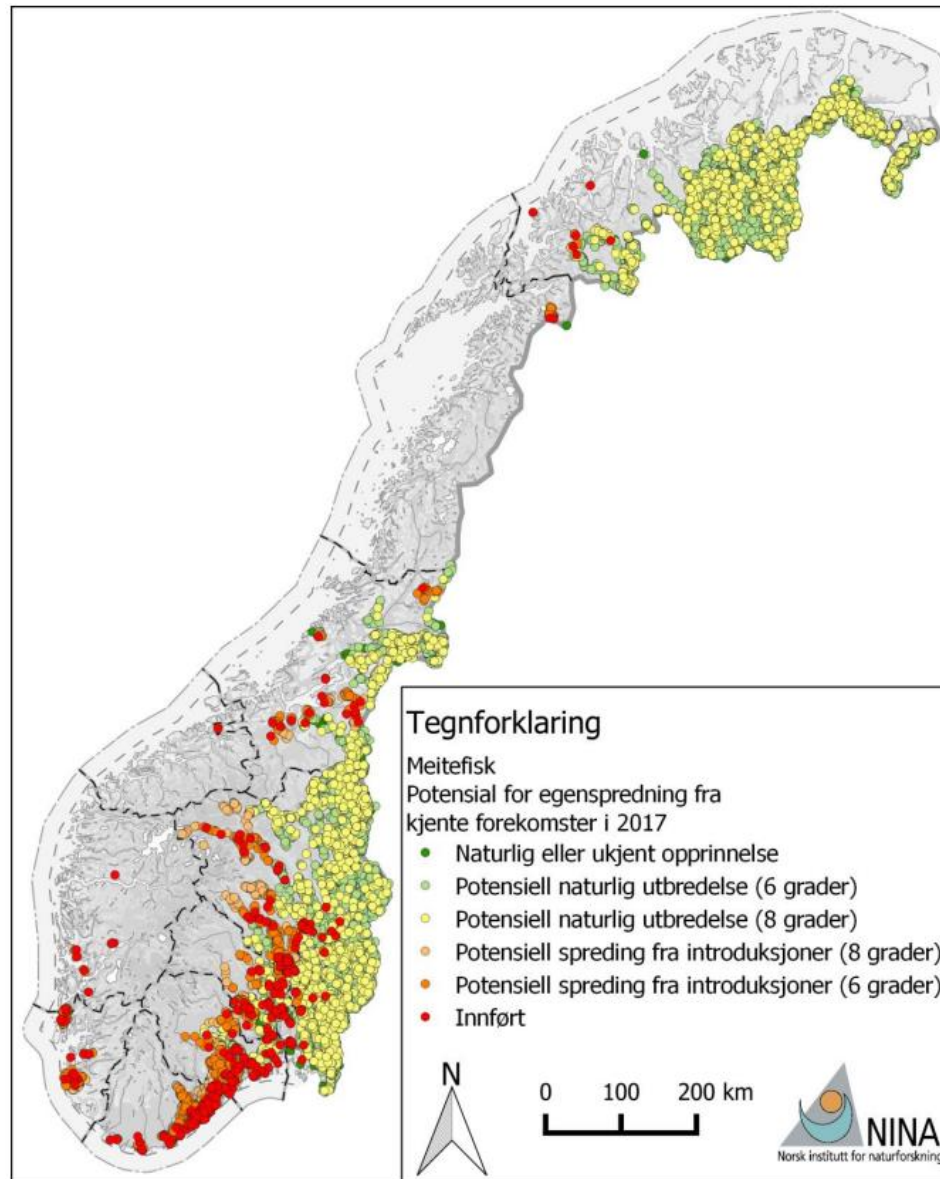 Tegnforklaring
Meitefisk
Potensial for egenspredning fra
kjente forekomster i 2017
Naturlig eller ukjent opprinnelse
Potensiell naturlig utbredelse (6 grader)
Potensiell naturlig utbredelse (8 grader)
Potensiell spreding fra introduksjoner (8 grader)
Potensiell spreding fra introduksjoner (6 grader)
Innført
N
0 100 200 km
NINA
Norsk institutt for naturforskning